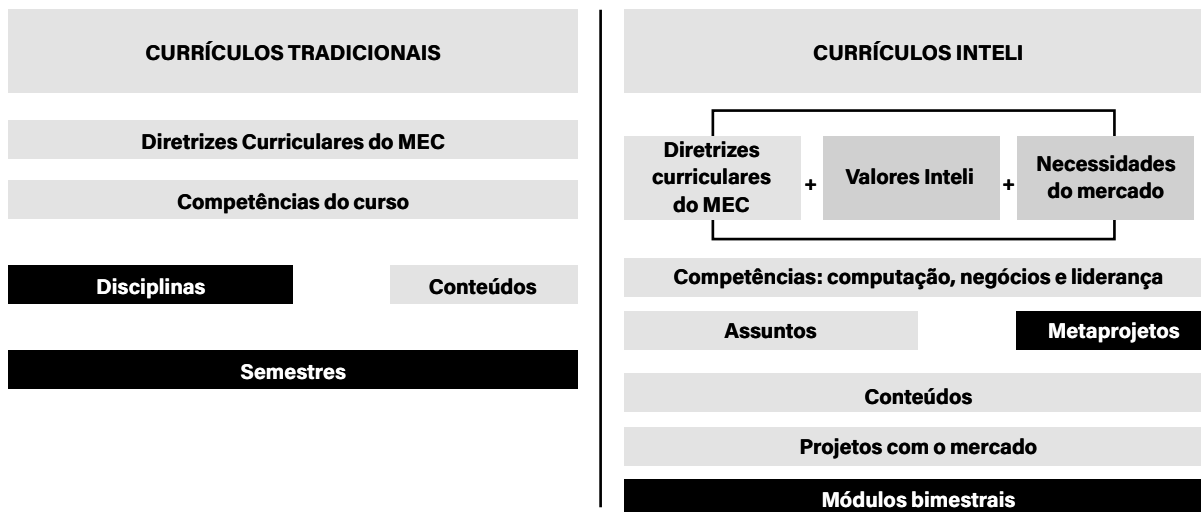 CURRÍCULOS TRADICIONAIS
Diretrizes Curriculares do MEC
Competências do curso
Disciplinas
Conteúdos
Semestres
CURRÍCULOS INTELI
Diretrizes
curriculares
do MEC
+
Valores Inteli
+
Necessidades
do mercado
Competências: computação, negócios e liderança
Assuntos
Metaprojetos
Conteúdos
Projetos com o mercado
Módulos bimestrais